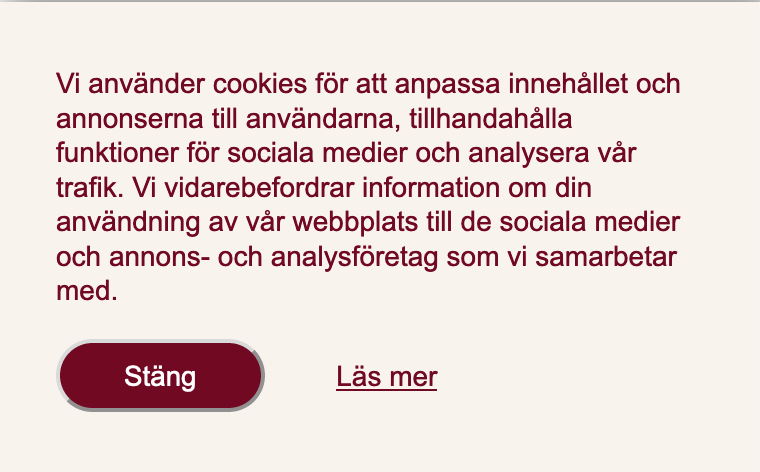 Vi använder cookies för att anpassa innehållet och
annonserna till användarna, tillhandahålla
funktioner för sociala medier och analysera vår
trafik. Vi vidarebefordrar information om din
användning av vår webbplats till de sociala medier
och annons- och analysföretag som vi samarbetar
med.
Stäng
Läs mer